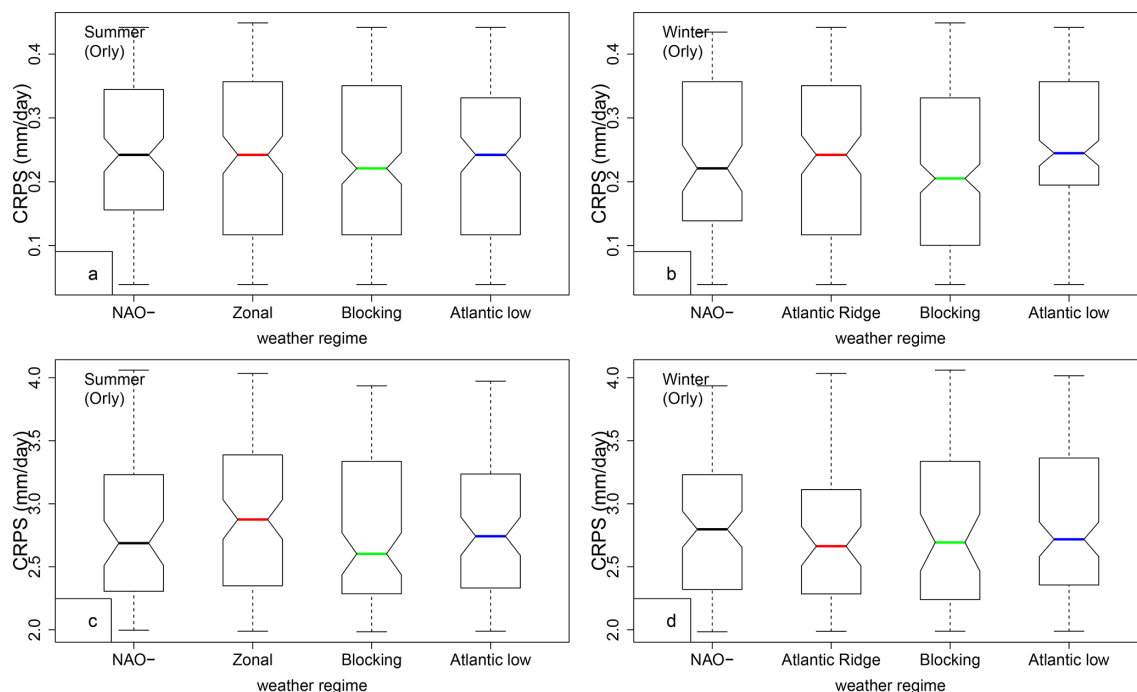 Summer
(Orly)
CRPS (mm/day)
0.4
0.3
0.2
0.1
a
NAO−
Zonal
Blocking
Atlantic low
weather regime
Winter
(Orly)
CRPS (mm/day)
0.4
0.3
0.2
0.1
b
NAO−
Atlantic Ridge
Blocking
Atlantic low
weather regime
Summer
(Orly)
CRPS (mm/day)
4.0
3.5
3.0
2.5
2.0
c
NAO−
Zonal
Blocking
Atlantic low
weather regime
Winter
(Orly)
CRPS (mm/day)
4.0
3.5
3.0
2.5
2.0
d
NAO−
Atlantic Ridge
Blocking
Atlantic low
weather regime